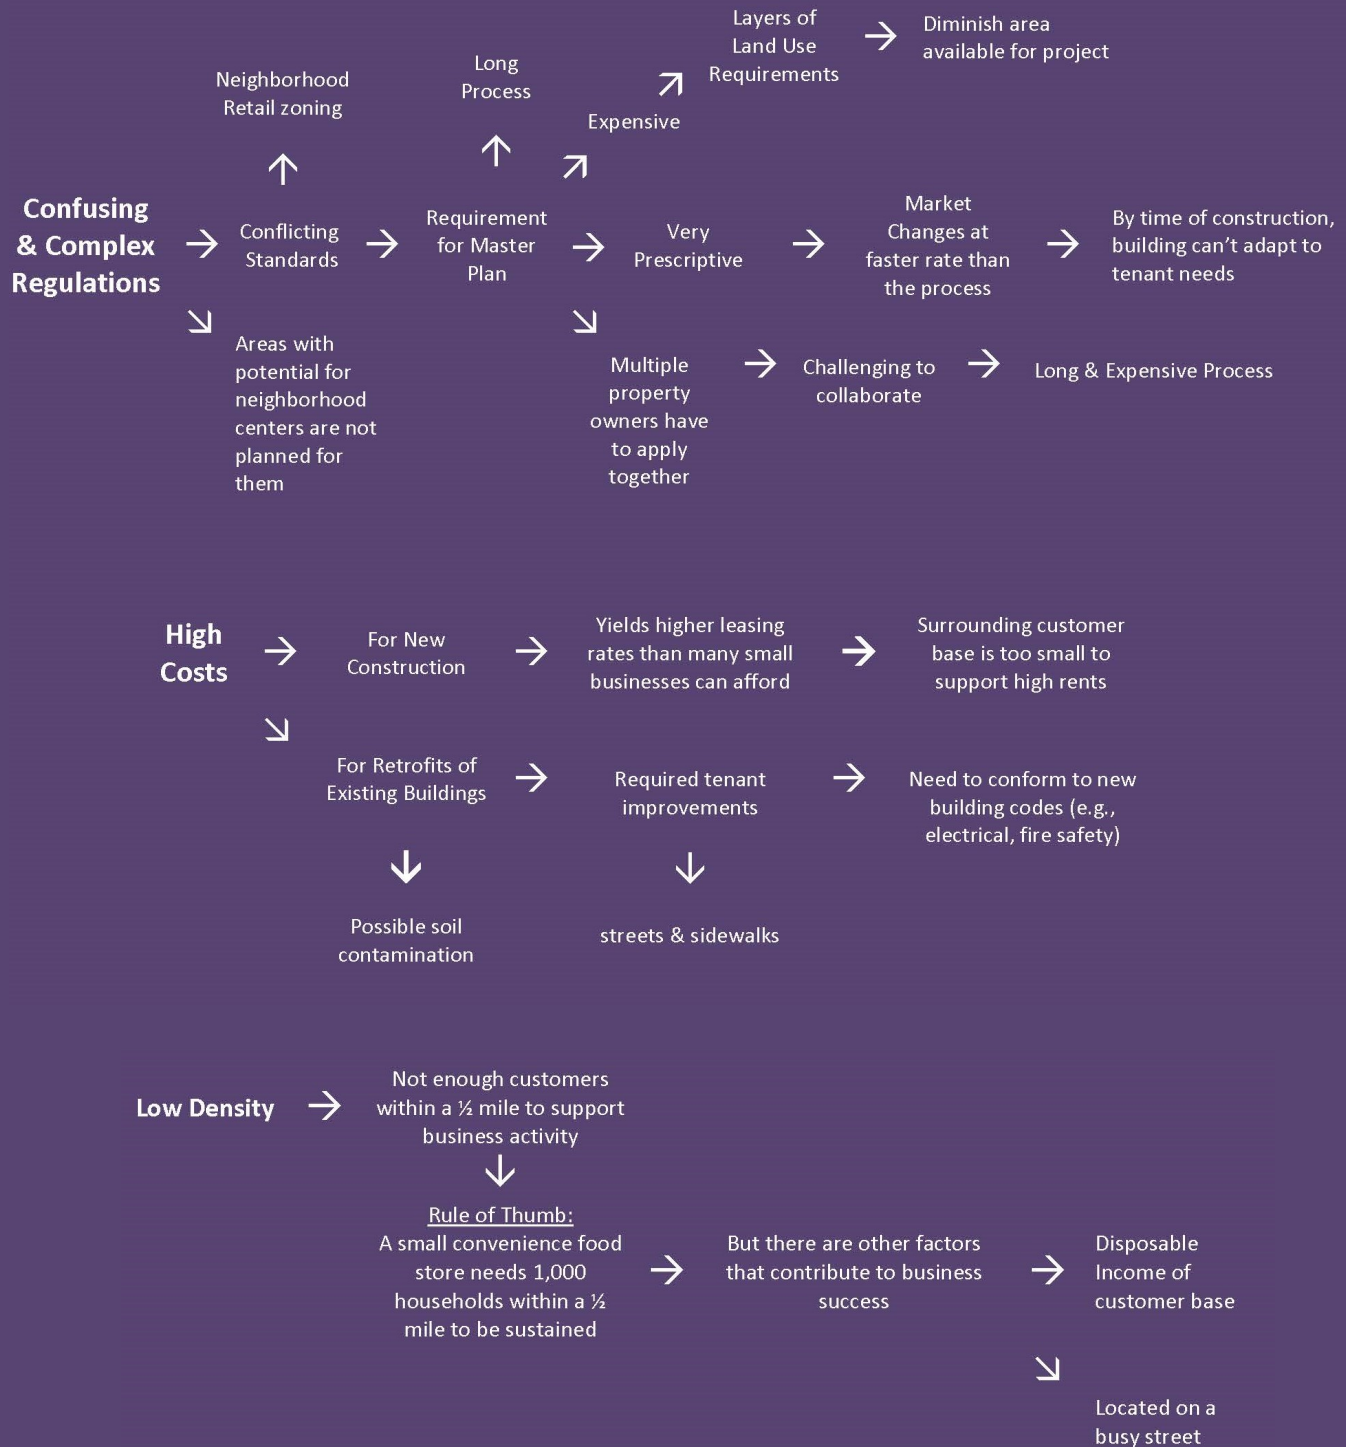 Layers of
Land Use
Requirements
Diminish area
available for project
Long
Process
Neighborhood
Retail zoning
Expensive
Confusing
& Complex
Regulations
Conflicting
Standards
Requirement
for Master
Plan
Very
Prescriptive
Market
Changes at
faster rate than
the process
By time of construction,
building can't adapt to
tenant needs
Areas with
potential for
neighborhood
centers are not
planned for
them
Multiple
property
owners have
to apply
together
Challenging to
collaborate
Long & Expensive Process
High
Costs
For New
Construction
Yields higher leasing
rates than many small
businesses can afford
Surrounding customer
base is too small to
support high rents
For Retrofits of
Existing Buildings
Required tenant
improvements
Need to conform to new
building codes (e.g.,
electrical, fire safety)
Possible soil
contamination
streets & sidewalks
Low Density
Not enough customers
within a ½ mile to support
business activity
Rule of Thumb:
A small convenience food
store needs 1,000
households within a ½
mile to be sustained
But there are other factors
that contribute to business
success
Disposable
Income of
customer base
Located on a
busy street